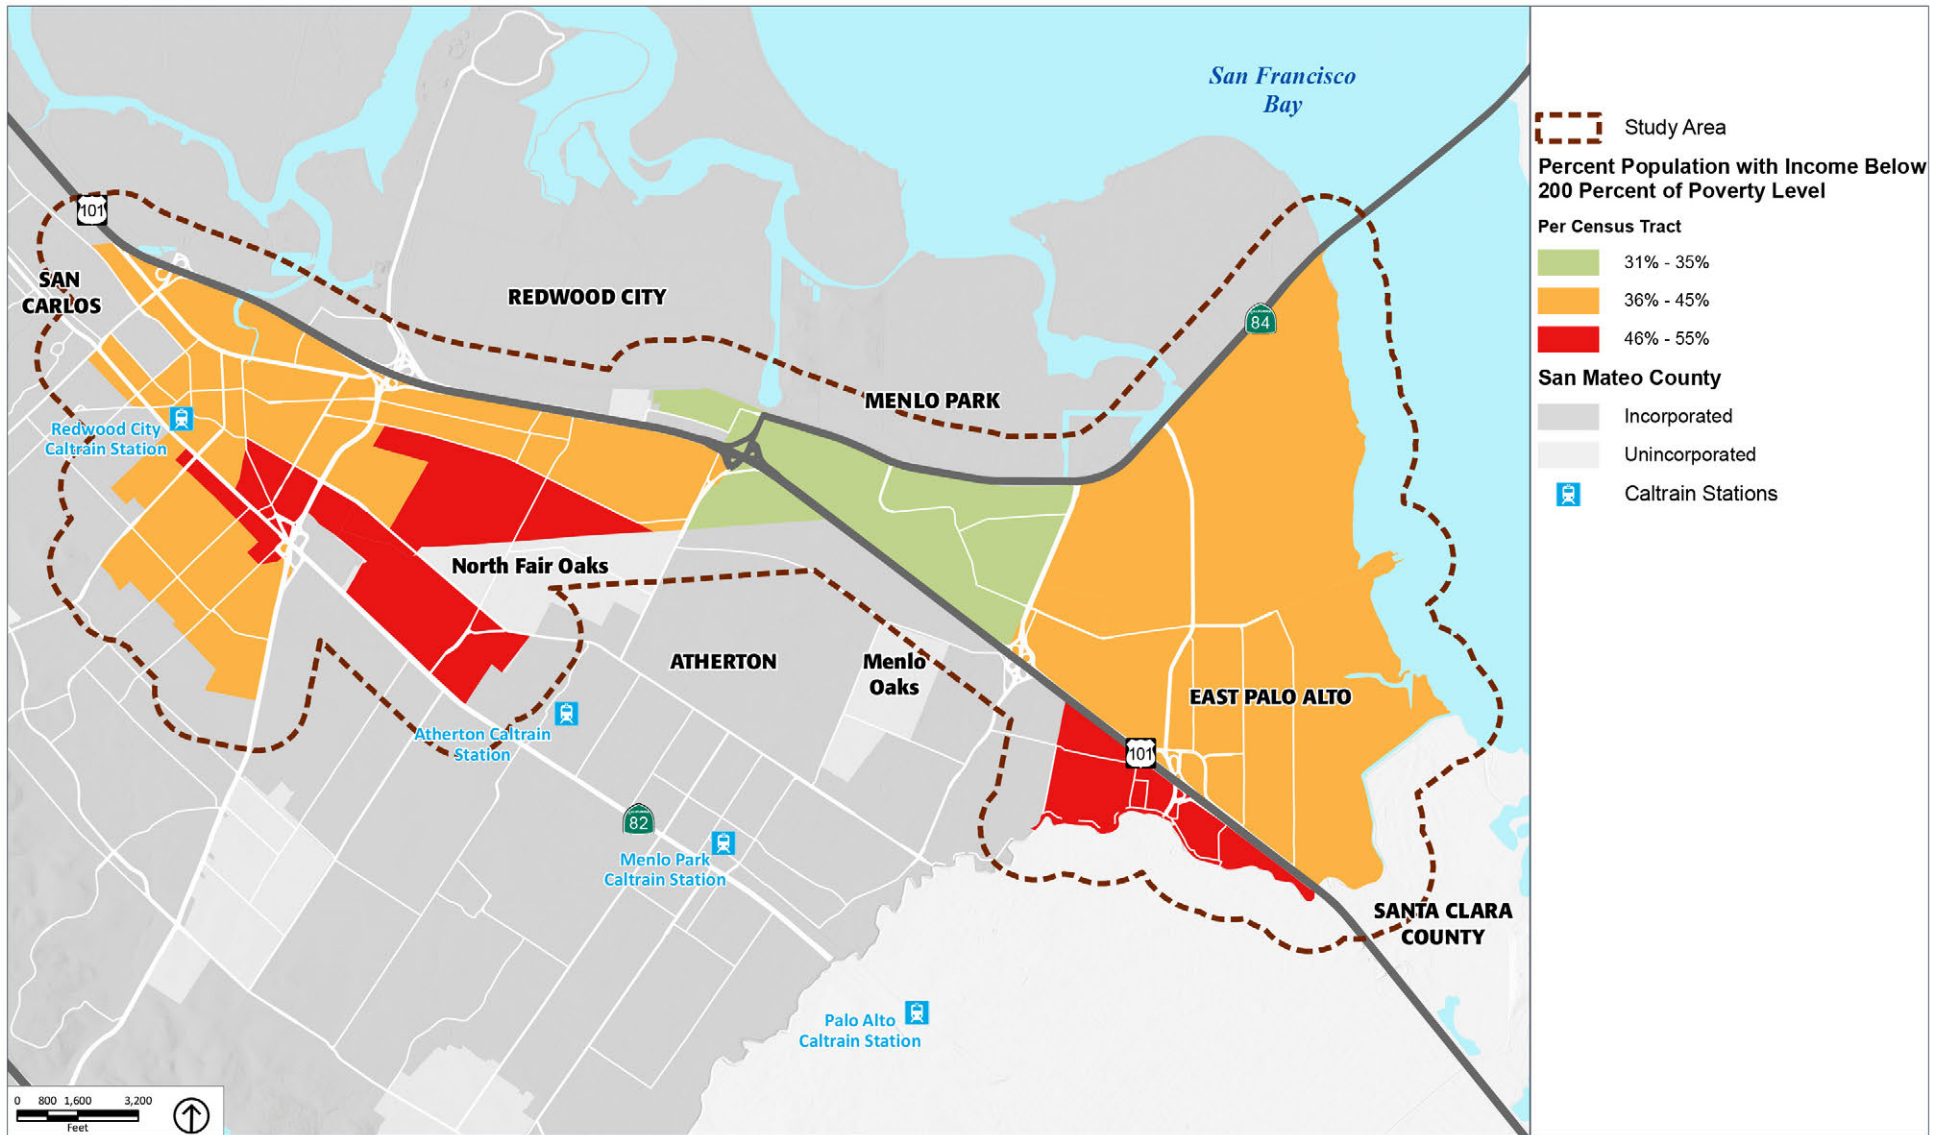 San Francisco
Bay
101
SAN
CARLOS
REDWOOD CITY
84
MENLO PARK
Redwood City
Caltrain Station
North Fair Oaks
ATHERTON
Menlo
Oaks
EAST PALO ALTO
Atherton Caltrain
Station
101
CALIFORNIA
82
Menlo Park
Caltrain Station
SANTA CLARA
COUNTY
Palo Alto
Caltrain Station
0 800 1,600 3,200
Feet
Study Area
Percent Population with Income Below
200 Percent of Poverty Level
Per Census Tract
31% - 35%
36% - 45%
46% - 55%
San Mateo County
Incorporated
Unincorporated
Caltrain Stations